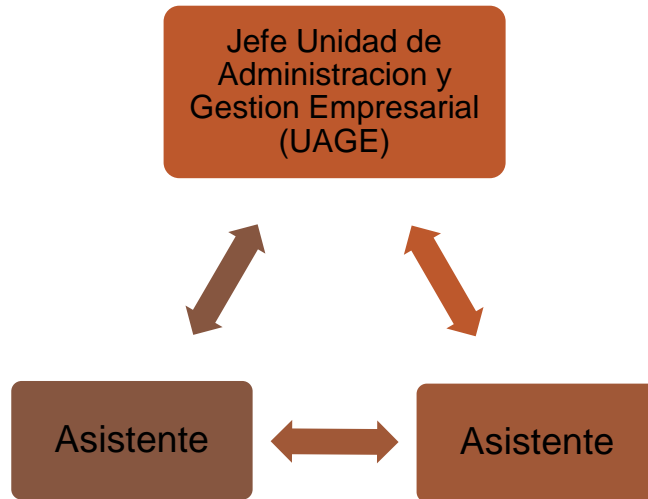 Jefe Unidad de
Administracion y
Gestion Empresarial
(UAGE)
Asistente
Asistente